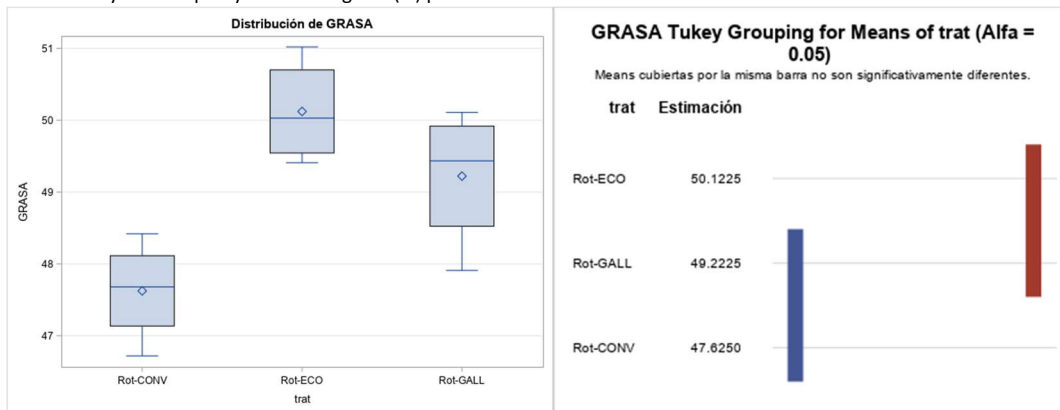 Distribución de GRASA
51
50
49
48
47
GRASA
Rot-CONV
Rot-ECO
Rot-GALL
trat
GRASA Tukey Grouping for Means of trat (Alfa =
0.05)
Means cubiertas por la misma barra no son significativamente diferentes.
trat Estimación
Rot-ECO 50.1225
Rot-GALL 49.2225
Rot-CONV 47.6250